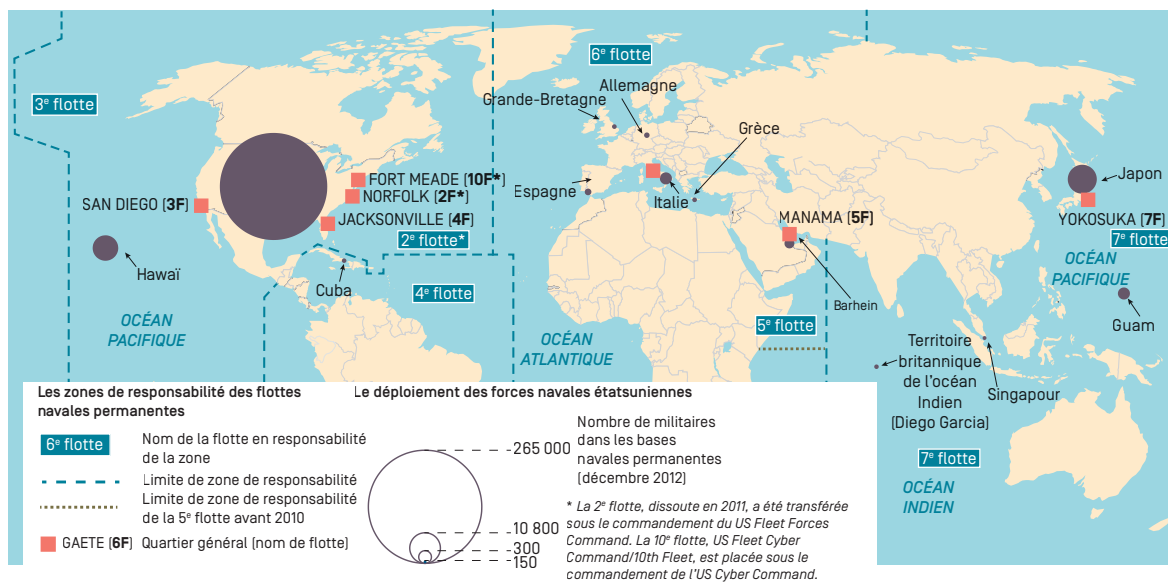 6e flotte
3e flotte
Grande-Bretagne
Allemagne
Grèce
FORT MEADE (10F*)
NORFOLK (2F*)
SAN DIEGO (3F)
JACKSONVILLE (4F)
2e flotte*
Espagne
Italie
MANAMA (5F)
Japon
YOKOSUKA (7F)
7e flotte
Hawaï
Cuba
4e flotte
Barhein
OCÉAN
PACIFIQUE
Guam
OCÉAN
PACIFIQUE
OCÉAN
ATLANTIQUE
5e flotte
Territoire
britannique
de l'océan
Indien
(Diego Garcia)
Singapour
7e flotte
OCÉAN
INDIEN
Les zones de responsabilité des flottes
navales permanentes
6e flotte
Nom de la flotte en responsabilité
de la zone
Limite de zone de responsabilité
Limite de zone de responsabilité
de la 5e flotte avant 2010
GAETE (6F) Quartier général (nom de flotte)
Le déploiement des forces navales étatsuniennes
265 000
10 800
300
150
Nombre de militaires
dans les bases
navales permanentes
(décembre 2012)
* La 2e flotte, dissoute en 2011, a été transférée
sous le commandement du US Fleet Forces
Command. La 10e flotte, US Fleet Cyber
Command/10th Fleet, est placée sous le
commandement de l'US Cyber Command.